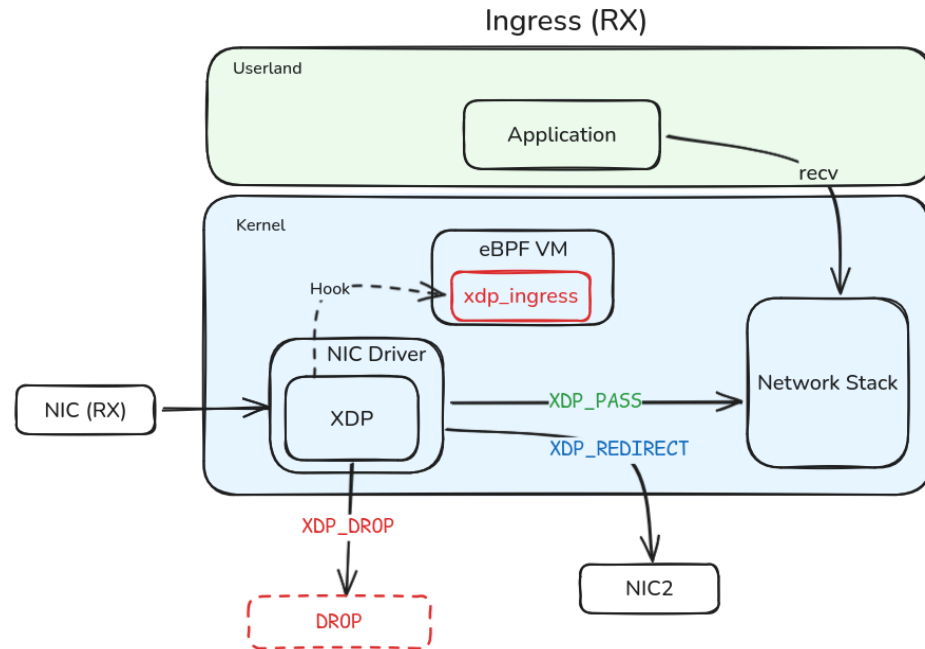 Ingress (RX)
Userland
Application
recv
Kernel
eBPF VM
xdp_ingress
Hook
NIC Driver
XDP
NIC (RX)
XDP_PASS
Network Stack
XDP_REDIRECT
XDP_DROP
NIC2
DROP